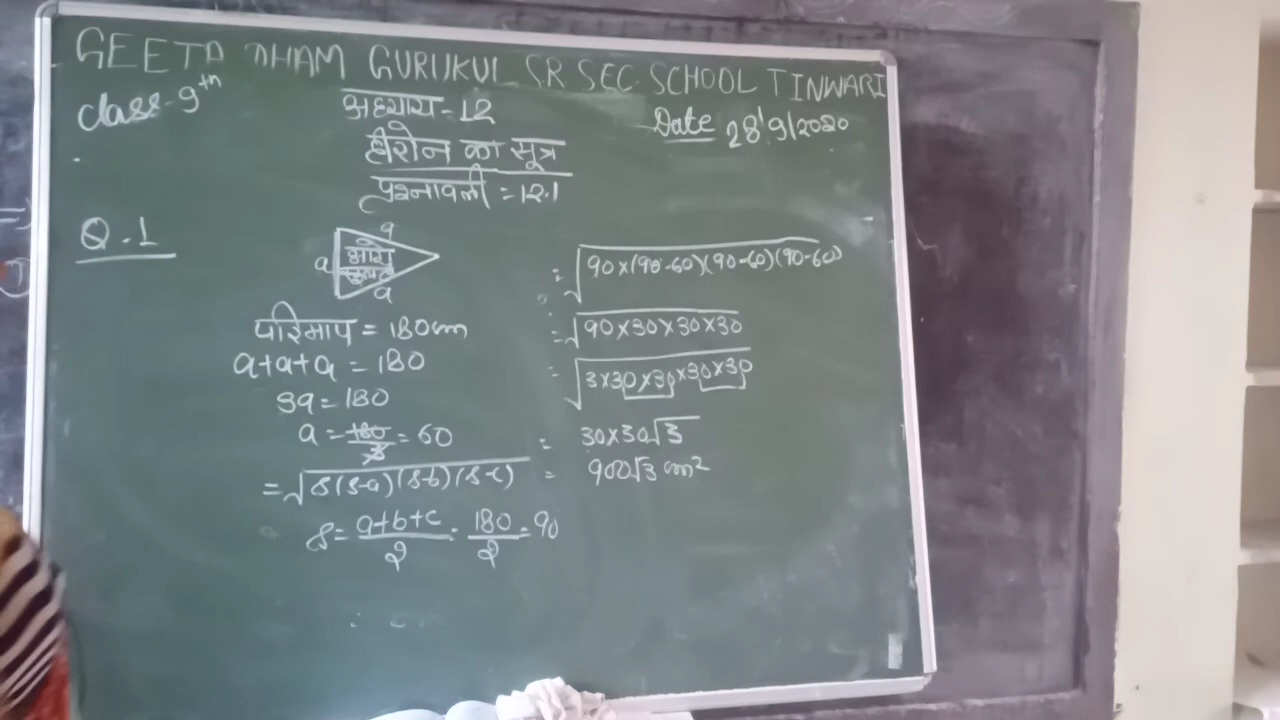 GEETA DHAM GURUKUL SR SEC. SCHOOL TINWARI
class-9th
अध्याय-12
Date 28/9/2020
हीरोन का सूत्र
प्रश्नावली=12.1
Q.1
a
a
a
परिमाप = 180cm
a+a+a = 180
3a=180
a=180/3=60
=√s(s-a)(s-b)(s-c)
s=a+b+c/2=180/2=90
=√90×(90-60)(90-60)(90-60)
=√90×30×30×30
=√3×30×30×30×30
= 30×30√3
= 900√3 cm²